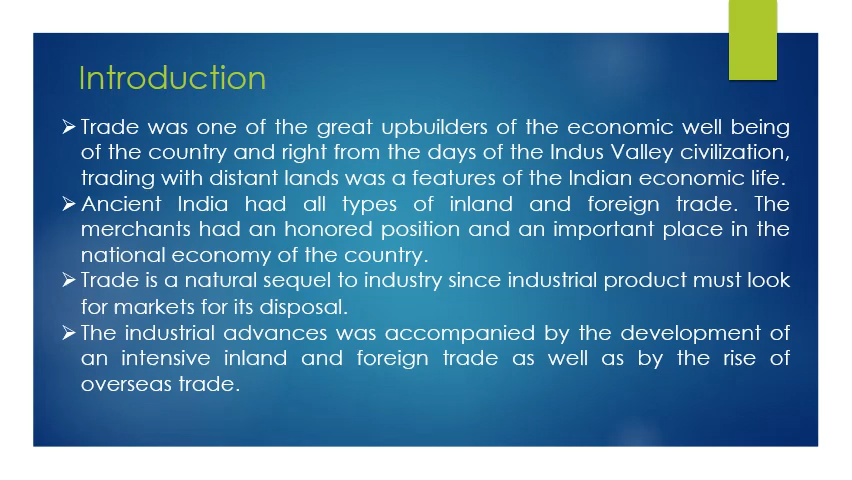 Introduction
➢ Trade was one of the great upbuilders of the economic well being
of the country and right from the days of the Indus Valley civilization,
trading with distant lands was a features of the Indian economic life.
➢ Ancient India had all types of inland and foreign trade. The
merchants had an honored position and an important place in the
national economy of the country.
➢ Trade is a natural sequel to industry since industrial product must look
for markets for its disposal.
➢ The industrial advances was accompanied by the development of
an intensive inland and foreign trade as well as by the rise of
overseas trade.